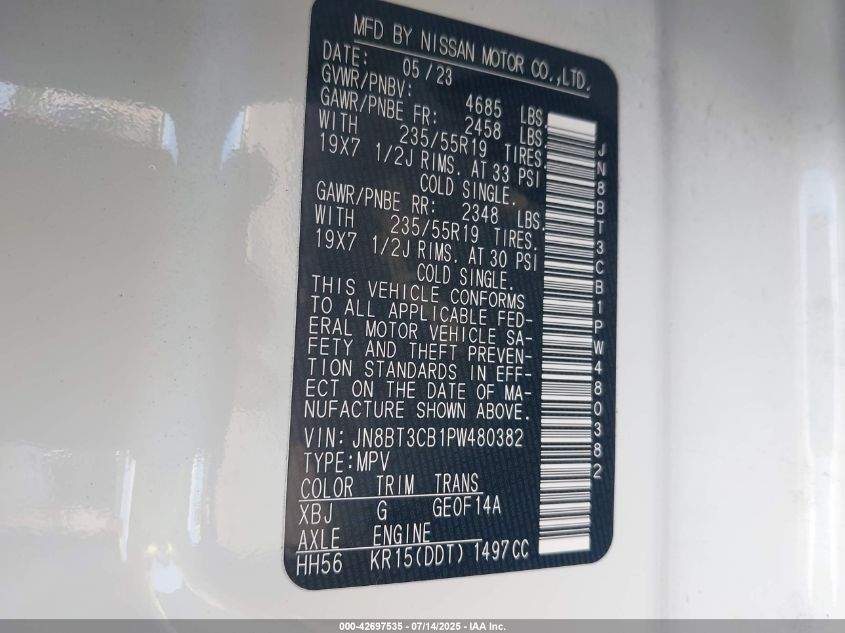 MFD BY NISSAN MOTOR CO.,LTD.
DATE: 05/23
GVWR/PNBV: 4685 LBS.
GAWR/PNBE FR: 2458 LBS.
WITH 235/55R19 TIRES.
19X7 1/2J RIMS. AT 33 PSI
COLD SINGLE.
GAWR/PNBE RR: 2348 LBS.
WITH 235/55R19 TIRES.
19X7 1/2J RIMS. AT 30 PSI
COLD SINGLE.
THIS VEHICLE CONFORMS
TO ALL APPLICABLE FED-
ERAL MOTOR VEHICLE SA-
FETY AND THEFT PREVEN-
TION STANDARDS IN EFF-
ECT ON THE DATE OF MA-
NUFACTURE SHOWN ABOVE.
VIN: JN8BT3CB1PW480382
TYPE:MPV
COLOR TRIM TRANS
XBJ G GE0F14A
AXLE ENGINE
HH56 KR15(DDT) 1497CC
JN8BT3CB1PW480382
000-42697535 - 07/14/2025 - IAA Inc.